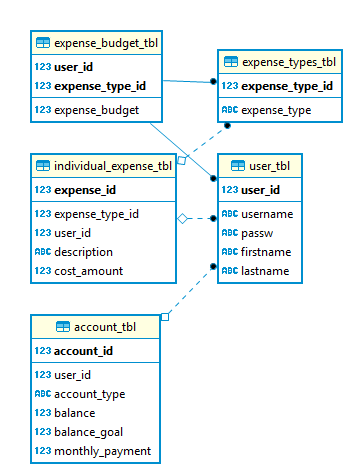 expense_budget_tbl
123 user_id
123 expense_type_id
123 expense_budget
expense_types_tbl
123 expense_type_id
ABC expense_type
individual_expense_tbl
123 expense_id
123 expense_type_id
123 user_id
ABC description
123 cost_amount
user_tbl
123 user_id
ABC username
ABC passw
ABC firstname
ABC lastname
account_tbl
123 account_id
123 user_id
ABC account_type
123 balance
123 balance_goal
123 monthly_payment